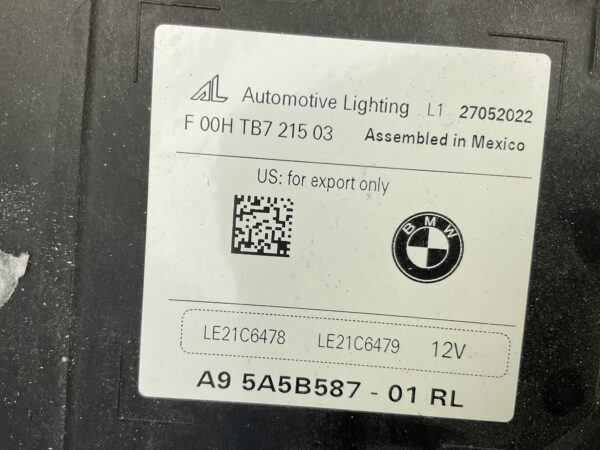 AL Automotive Lighting L1 27052022
F 00H TB7 215 03 Assembled in Mexico
US: for export only
BMW
LE21C6478 LE21C6479 12V
A9 5A5B587 - 01 RL